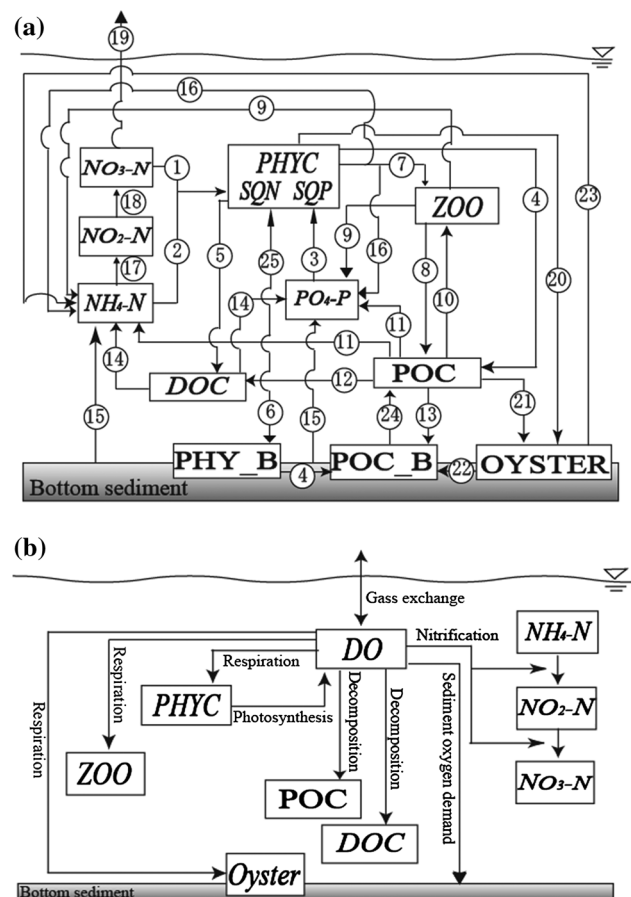 (a)
19
16
9
NO₃-N
1
PHYC
SQN SQP
7
4
23
18
ZOO
NO₂-N
2
5
25
3
9
16
8
10
20
17
NH₄-N
14
PO₄-P
11
11
14
DOC
12
POC
15
6
15
24
13
21
PHY_B
4
POC_B
22
OYSTER
Bottom sediment
(b)
Gass exchange
DO
Nitrification
NH₄-N
Respiration
Respiration
Respiration
PHYC
Photosynthesis
Decomposition
Decomposition
Sediment oxygen demand
NO₂-N
ZOO
POC
NO₃-N
DOC
Oyster
Bottom sediment